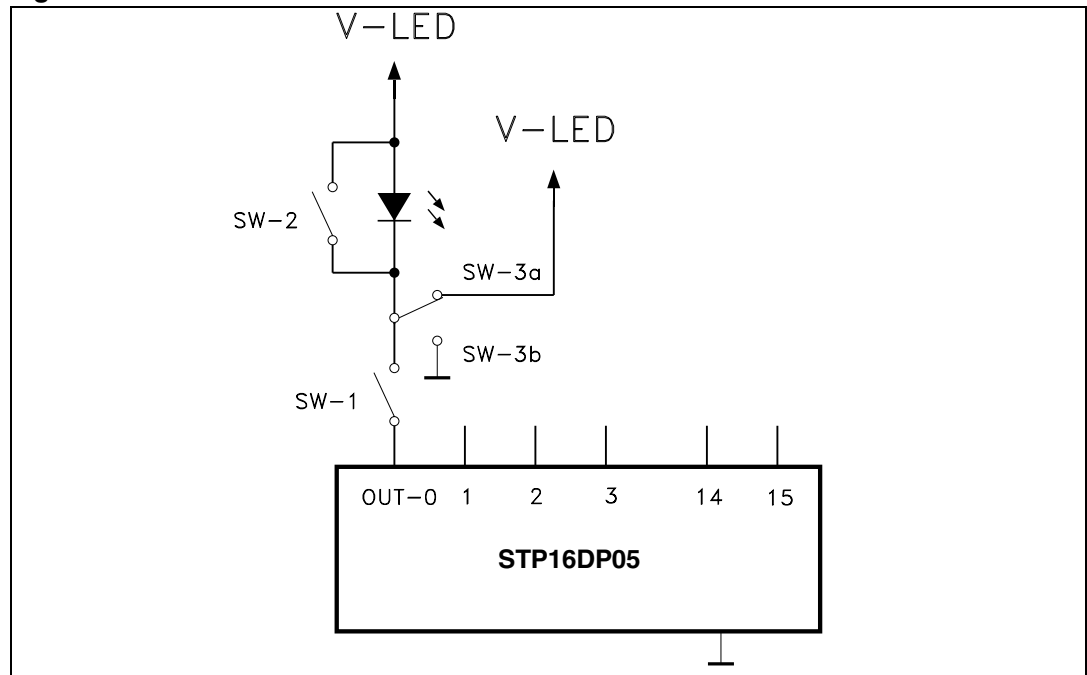 V-LED
V-LED
SW-2
SW-3a
SW-3b
SW-1
OUT-0 1 2 3 14 15
STP16DP05